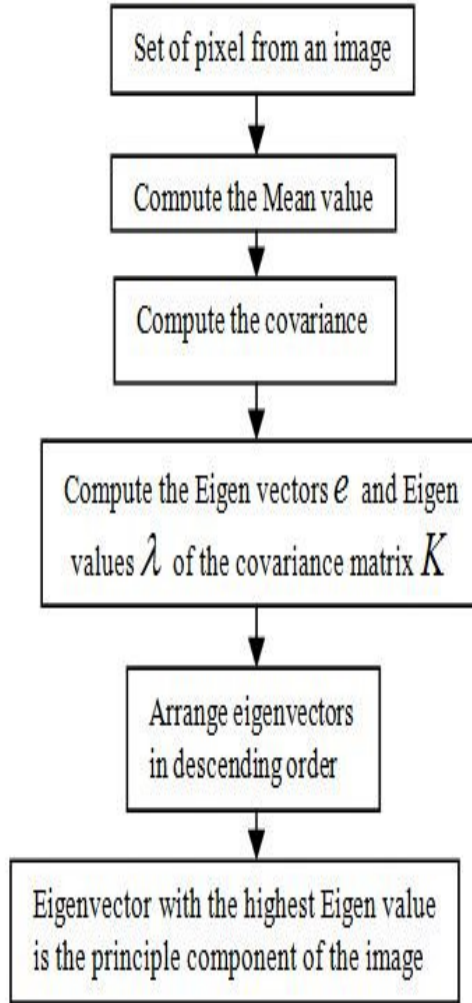 Set of pixel from an image
Compute the Mean value
Compute the covariance
Compute the Eigen vectors e and Eigen
values λ of the covariance matrix K
Arrange eigenvectors
in descending order
Eigenvector with the highest Eigen value
is the principle component of the image